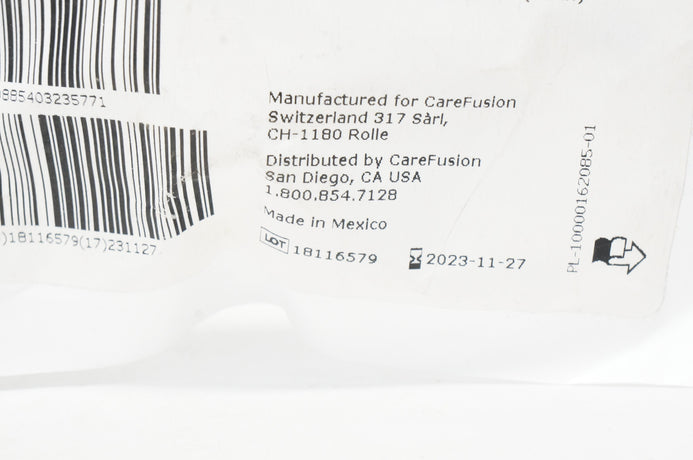 885403235771
Manufactured for CareFusion
Switzerland 317 Sàrl,
CH-1180 Rolle
Distributed by CareFusion
San Diego, CA USA
1.800.854.7128
Made in Mexico
LOT 18116579
2023-11-27
)18116579(17)231127
PL-10000162085-01